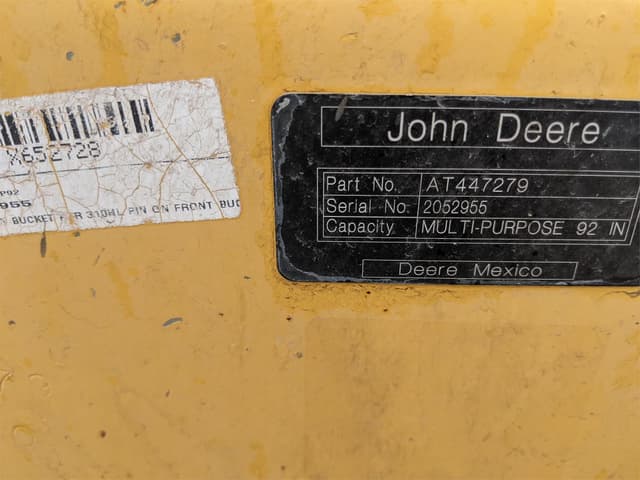 X652728
P92
955
BUCKET FOR 310HL PIN ON FRONT BUC
John Deere
Part No. AT447279
Serial No. 2052955
Capacity MULTI-PURPOSE 92 IN
Deere Mexico